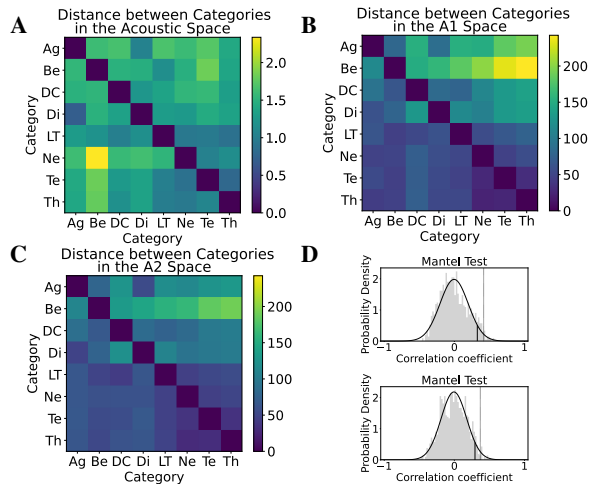 A
Distance between Categories
in the Acoustic Space
Category
Ag
Be
DC
Di
LT
Ne
Te
Th
Ag Be DC Di LT Ne Te Th
Category
2.0
1.5
1.0
0.5
0.0
B
Distance between Categories
in the A1 Space
Category
Ag
Be
DC
Di
LT
Ne
Te
Th
Ag Be DC Di LT Ne Te Th
Category
200
150
100
50
0
C
Distance between Categories
in the A2 Space
Category
Ag
Be
DC
Di
LT
Ne
Te
Th
Ag Be DC Di LT Ne Te Th
Category
200
150
100
50
0
D
Mantel Test
Probability Density
2
1
0
−1 0 1
Correlation coefficient
Mantel Test
Probability Density
2
1
0
−1 0 1
Correlation coefficient